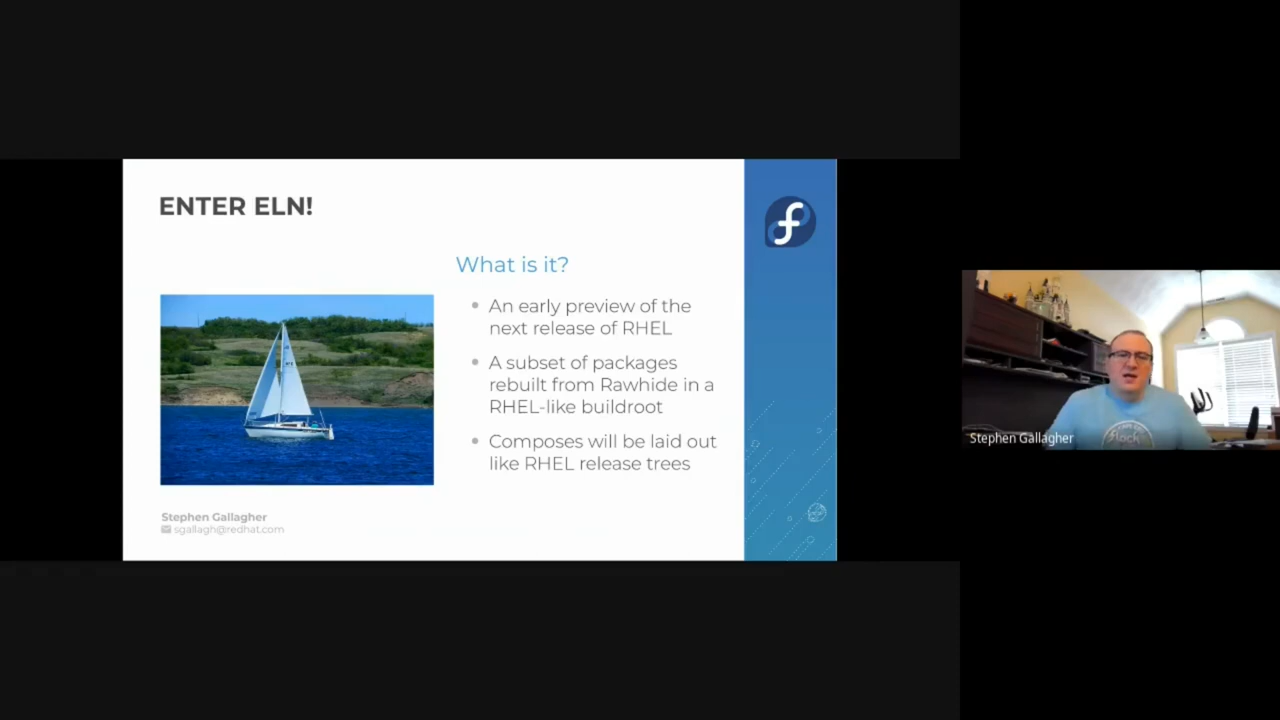 ENTER ELN!
What is it?
An early preview of the
next release of RHEL
A subset of packages
rebuilt from Rawhide in a
RHEL-like buildroot
Composes will be laid out
like RHEL release trees
Stephen Gallagher
sgallagh@redhat.com
Stephen Gallagher
flock